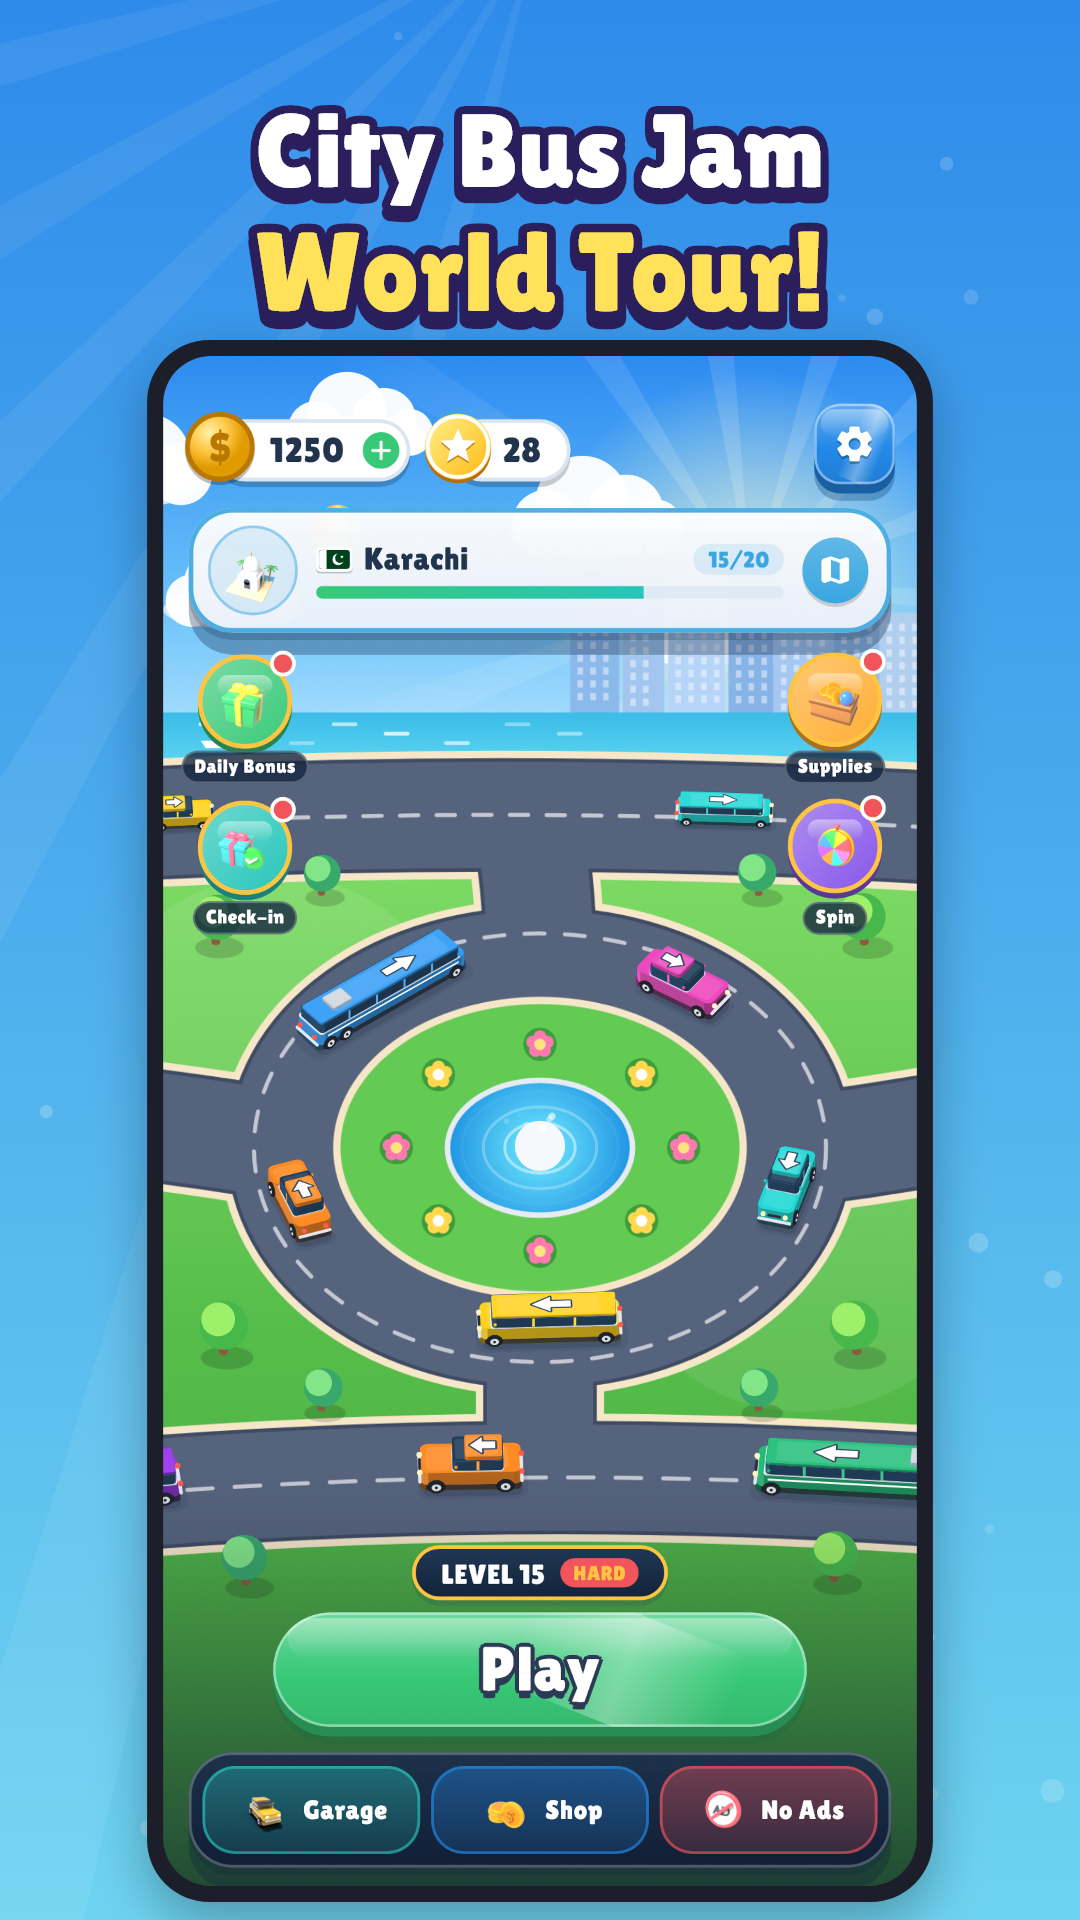 City Bus Jam
World Tour!
$ 1250 28
Karachi 15/20
Daily Bonus
Supplies
Check-in
Spin
LEVEL 15 HARD
Play
Garage
Shop
AD No Ads